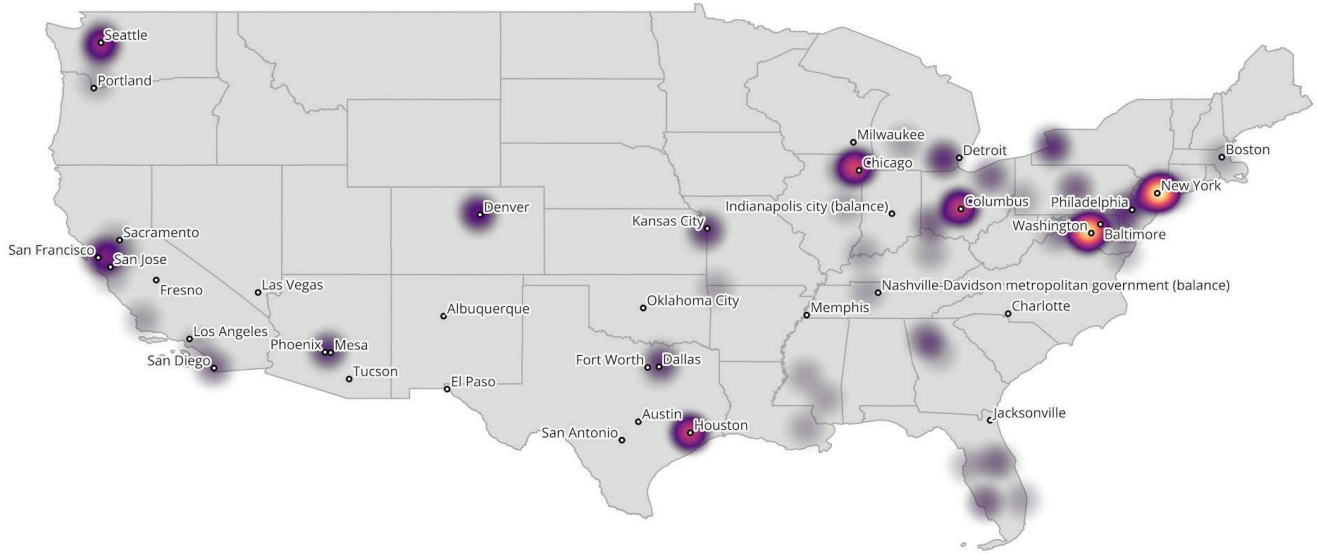 Seattle
Portland
Milwaukee
Chicago
Detroit
Boston
New York
Philadelphia
Columbus
Indianapolis city (balance)
Washington
Baltimore
Denver
Kansas City
Sacramento
San Francisco
San Jose
Fresno
Las Vegas
Nashville-Davidson metropolitan government (balance)
Oklahoma City
Albuquerque
Memphis
Charlotte
Los Angeles
Phoenix
Mesa
San Diego
Fort Worth
Dallas
Tucson
El Paso
Austin
Jacksonville
Houston
San Antonio